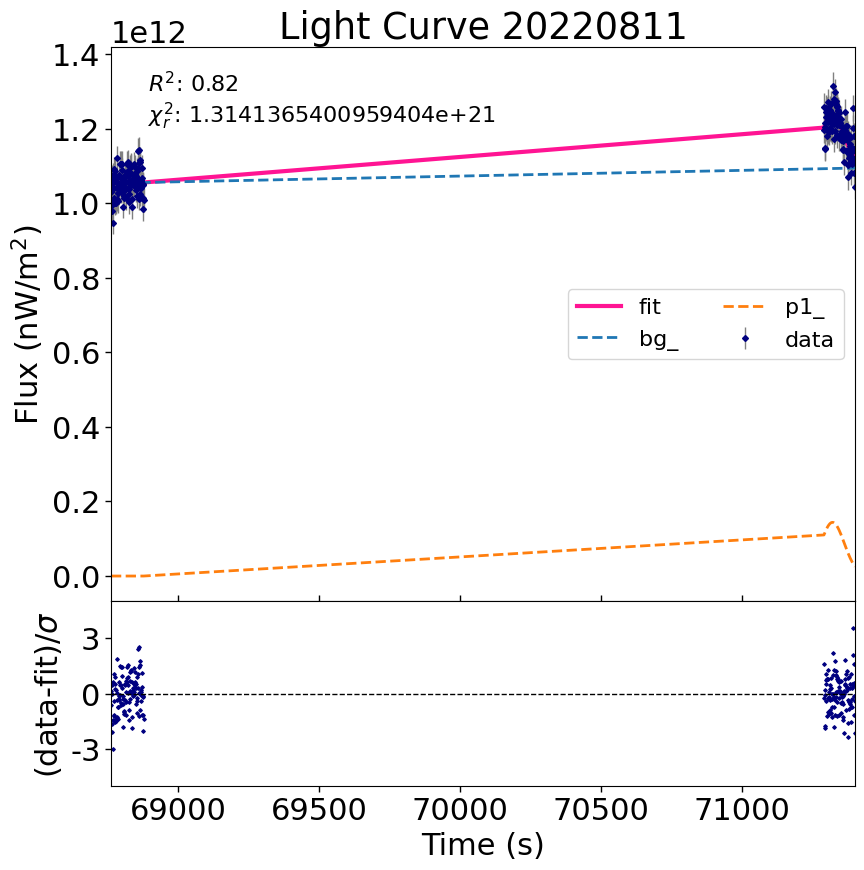 Light Curve 20220811
1e12
R²: 0.82
χ²ᵣ: 1.3141365400959404e+21
1.4
1.2
1.0
0.8
0.6
0.4
0.2
0.0
Flux (nW/m²)
fit
bg_
p1_
data
3
0
-3
(data-fit)/σ
69000 69500 70000 70500 71000
Time (s)